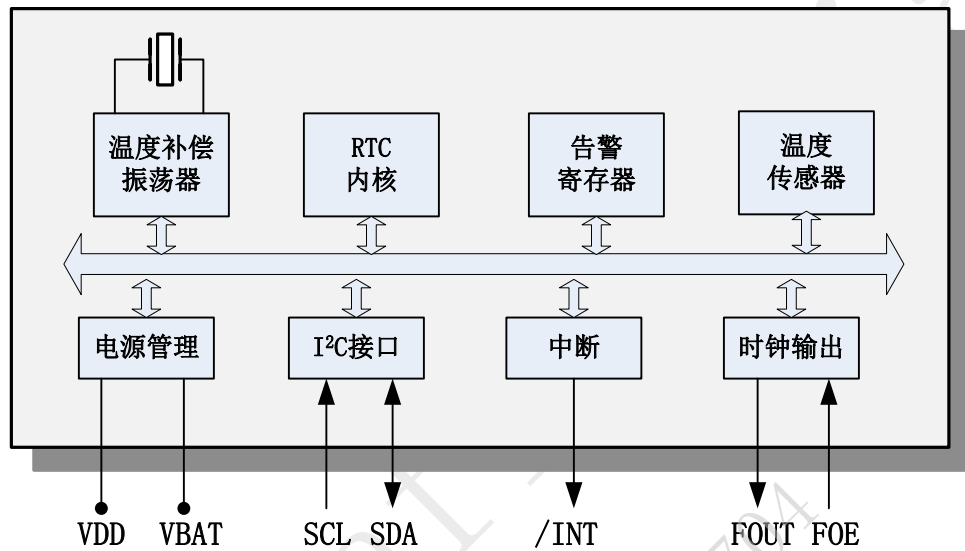 温度补偿
振荡器
RTC
内核
告警
寄存器
温度
传感器
电源管理
I²C接口
中断
时钟输出
VDD
VBAT
SCL
SDA
/INT
FOUT
FOE